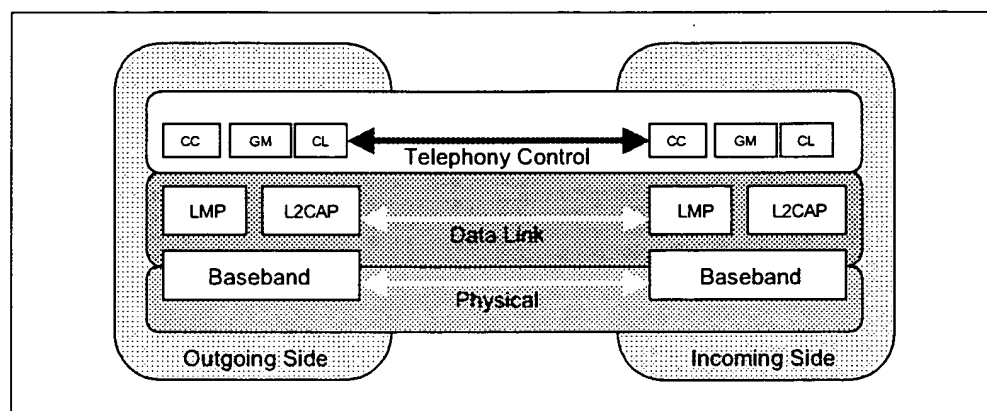 CC GM CL CC GM CL
Telephony Control
LMP L2CAP LMP L2CAP
Data Link
Baseband Baseband
Physical
Outgoing Side Incoming Side